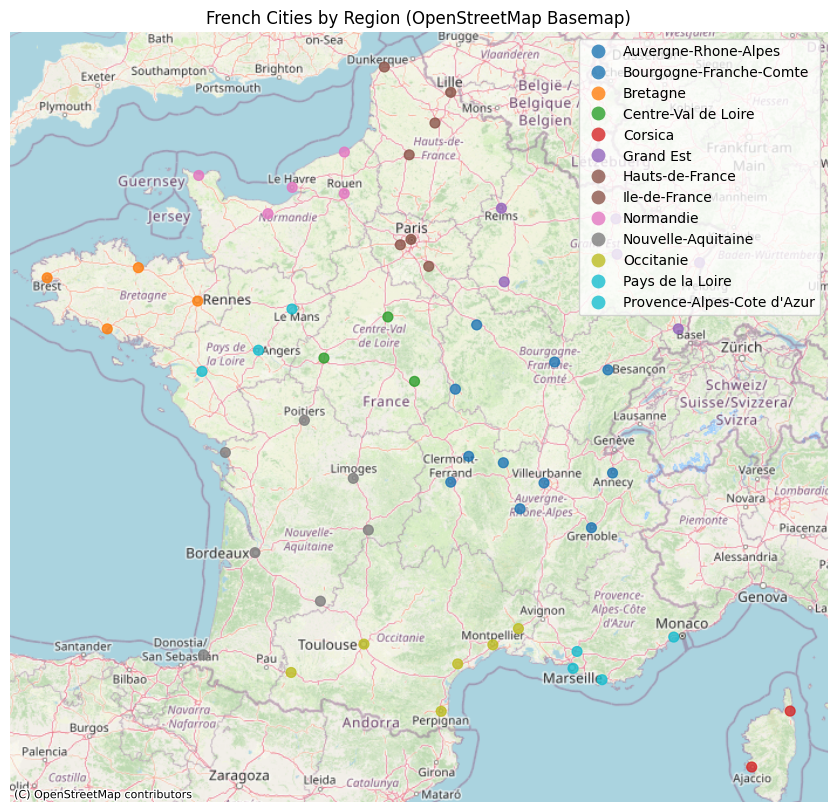 French Cities by Region (OpenStreetMap Basemap)
Auvergne-Rhone-Alpes
Bourgogne-Franche-Comte
Bretagne
Centre-Val de Loire
Corsica
Grand Est
Hauts-de-France
Ile-de-France
Normandie
Nouvelle-Aquitaine
Occitanie
Pays de la Loire
Provence-Alpes-Cote d'Azur
Bath
on-Sea
Brugge
Dunkerque
Vlaanderen
Exeter
Southampton
Brighton
Portsmouth
Plymouth
Lille
Mons
België /
Belgique /
Belgien
Hauts-de-
France
Frankfurt am
Main
Mannheim
Guernsey
Le Havre
Rouen
Jersey
Normandie
Reims
Paris
Baden-Württemberg
Brest
Bretagne
Rennes
Le Mans
Centre-Val
de Loire
Pays de
la Loire
Angers
Basel
Zürich
Bourgogne-
Franche-
Comté
Besançon
Schweiz/
Suisse/Svizzera/
Svizra
France
Lausanne
Poitiers
Genève
Clermont-
Ferrand
Limoges
Villeurbanne
Annecy
Varese
Lombardia
Novara
Auvergne-
Rhône-Alpes
Piemonte
Piacenza
Nouvelle-
Aquitaine
Grenoble
Bordeaux
Alessandria
Genova
Provence-
Alpes-Côte
d'Azur
Avignon
Monaco
Donostia/
San Sebastian
Santander
Toulouse
Occitanie
Montpellier
Pau
Bilbao
Marseille
Navarra -
Nafarroa
Andorra
Perpignan
Burgos
Palencia
Girona
Castilla
Zaragoza
Lleida
Catalunya
Mataró
Ajaccio
(C) OpenStreetMap contributors